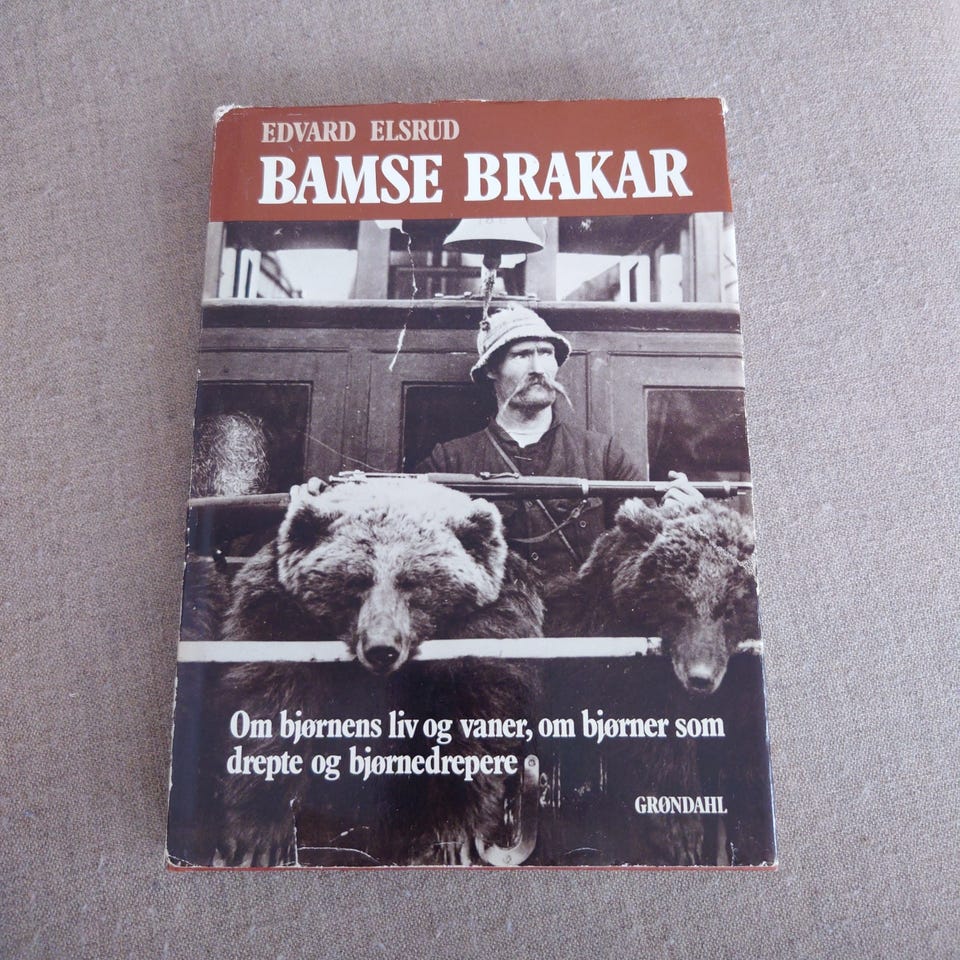 EDVARD ELSRUD
BAMSE BRAKAR
Om bjørnens liv og vaner, om bjørner som
drepte og bjørnedrepere
GRØNDAHL